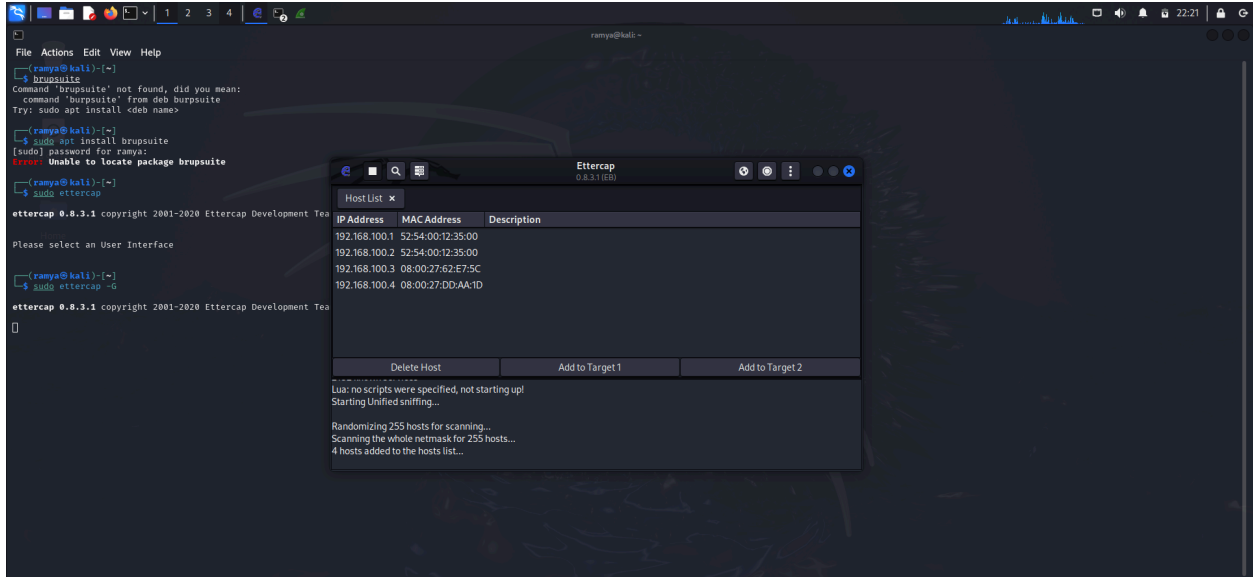 1 2 3 4
2
22:21
ramya@kali: ~
File Actions Edit View Help
┌──(ramya㉿kali)-[~]
└─$ brupsuite
Command 'brupsuite' not found, did you mean:
  command 'burpsuite' from deb burpsuite
Try: sudo apt install <deb name>
┌──(ramya㉿kali)-[~]
└─$ sudo apt install brupsuite
[sudo] password for ramya:
Error: Unable to locate package brupsuite
┌──(ramya㉿kali)-[~]
└─$ sudo ettercap
ettercap 0.8.3.1 copyright 2001-2020 Ettercap Development Tea
Please select an User Interface
┌──(ramya㉿kali)-[~]
└─$ sudo ettercap -G
ettercap 0.8.3.1 copyright 2001-2020 Ettercap Development Tea
Ettercap
0.8.3.1 (EB)
Host List ×
IP Address MAC Address Description
192.168.100.1 52:54:00:12:35:00
192.168.100.2 52:54:00:12:35:00
192.168.100.3 08:00:27:62:E7:5C
192.168.100.4 08:00:27:DD:AA:1D
Delete Host Add to Target 1 Add to Target 2
Lua: no scripts were specified, not starting up!
Starting Unified sniffing...
Randomizing 255 hosts for scanning...
Scanning the whole netmask for 255 hosts...
4 hosts added to the hosts list...